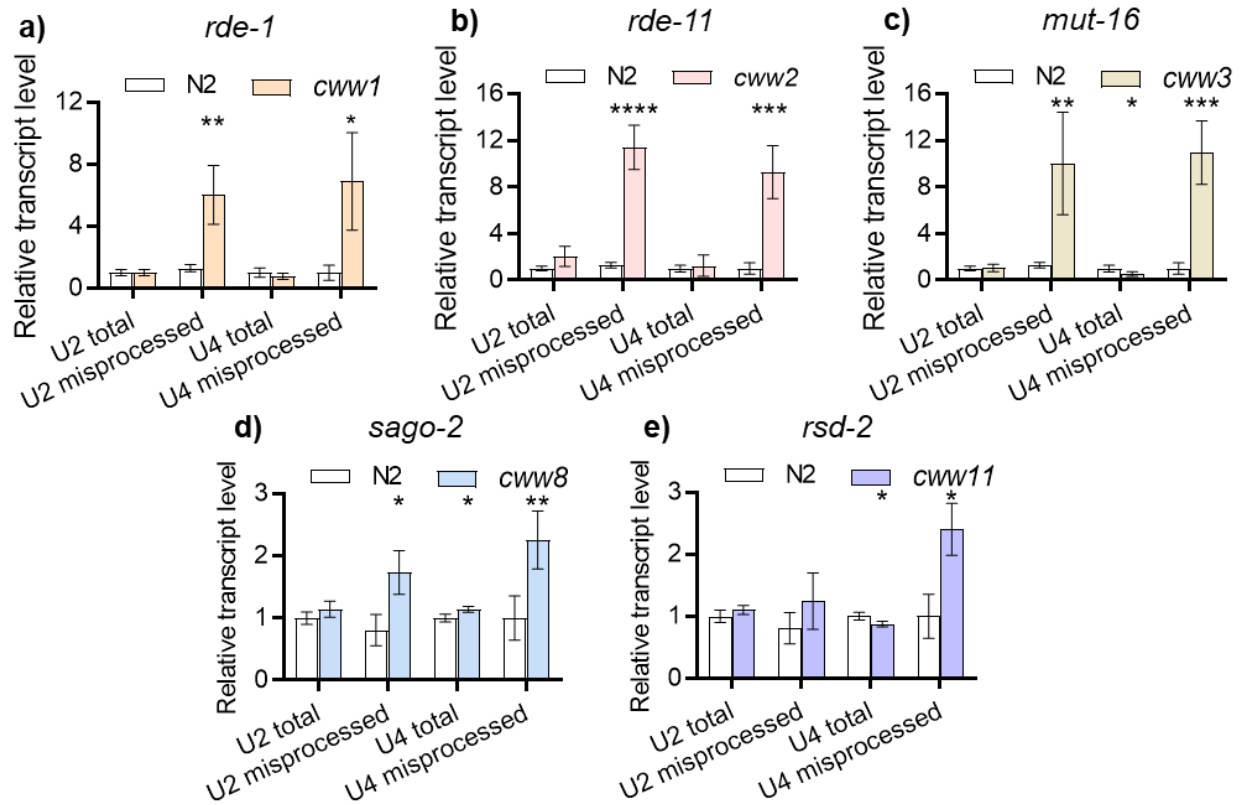 a) rde-1
N2 cww1
Relative transcript level
12
8
4
0
** *
U2 total
U2 misprocessed
U4 total
U4 misprocessed
b) rde-11
N2 cww2
Relative transcript level
16
12
8
4
0
**** ***
U2 total
U2 misprocessed
U4 total
U4 misprocessed
c) mut-16
N2 cww3
Relative transcript level
16
12
8
4
0
** * ***
U2 total
U2 misprocessed
U4 total
U4 misprocessed
d) sago-2
N2 cww8
Relative transcript level
3
2
1
0
* * **
U2 total
U2 misprocessed
U4 total
U4 misprocessed
e) rsd-2
N2 cww11
Relative transcript level
3
2
1
0
* *
U2 total
U2 misprocessed
U4 total
U4 misprocessed